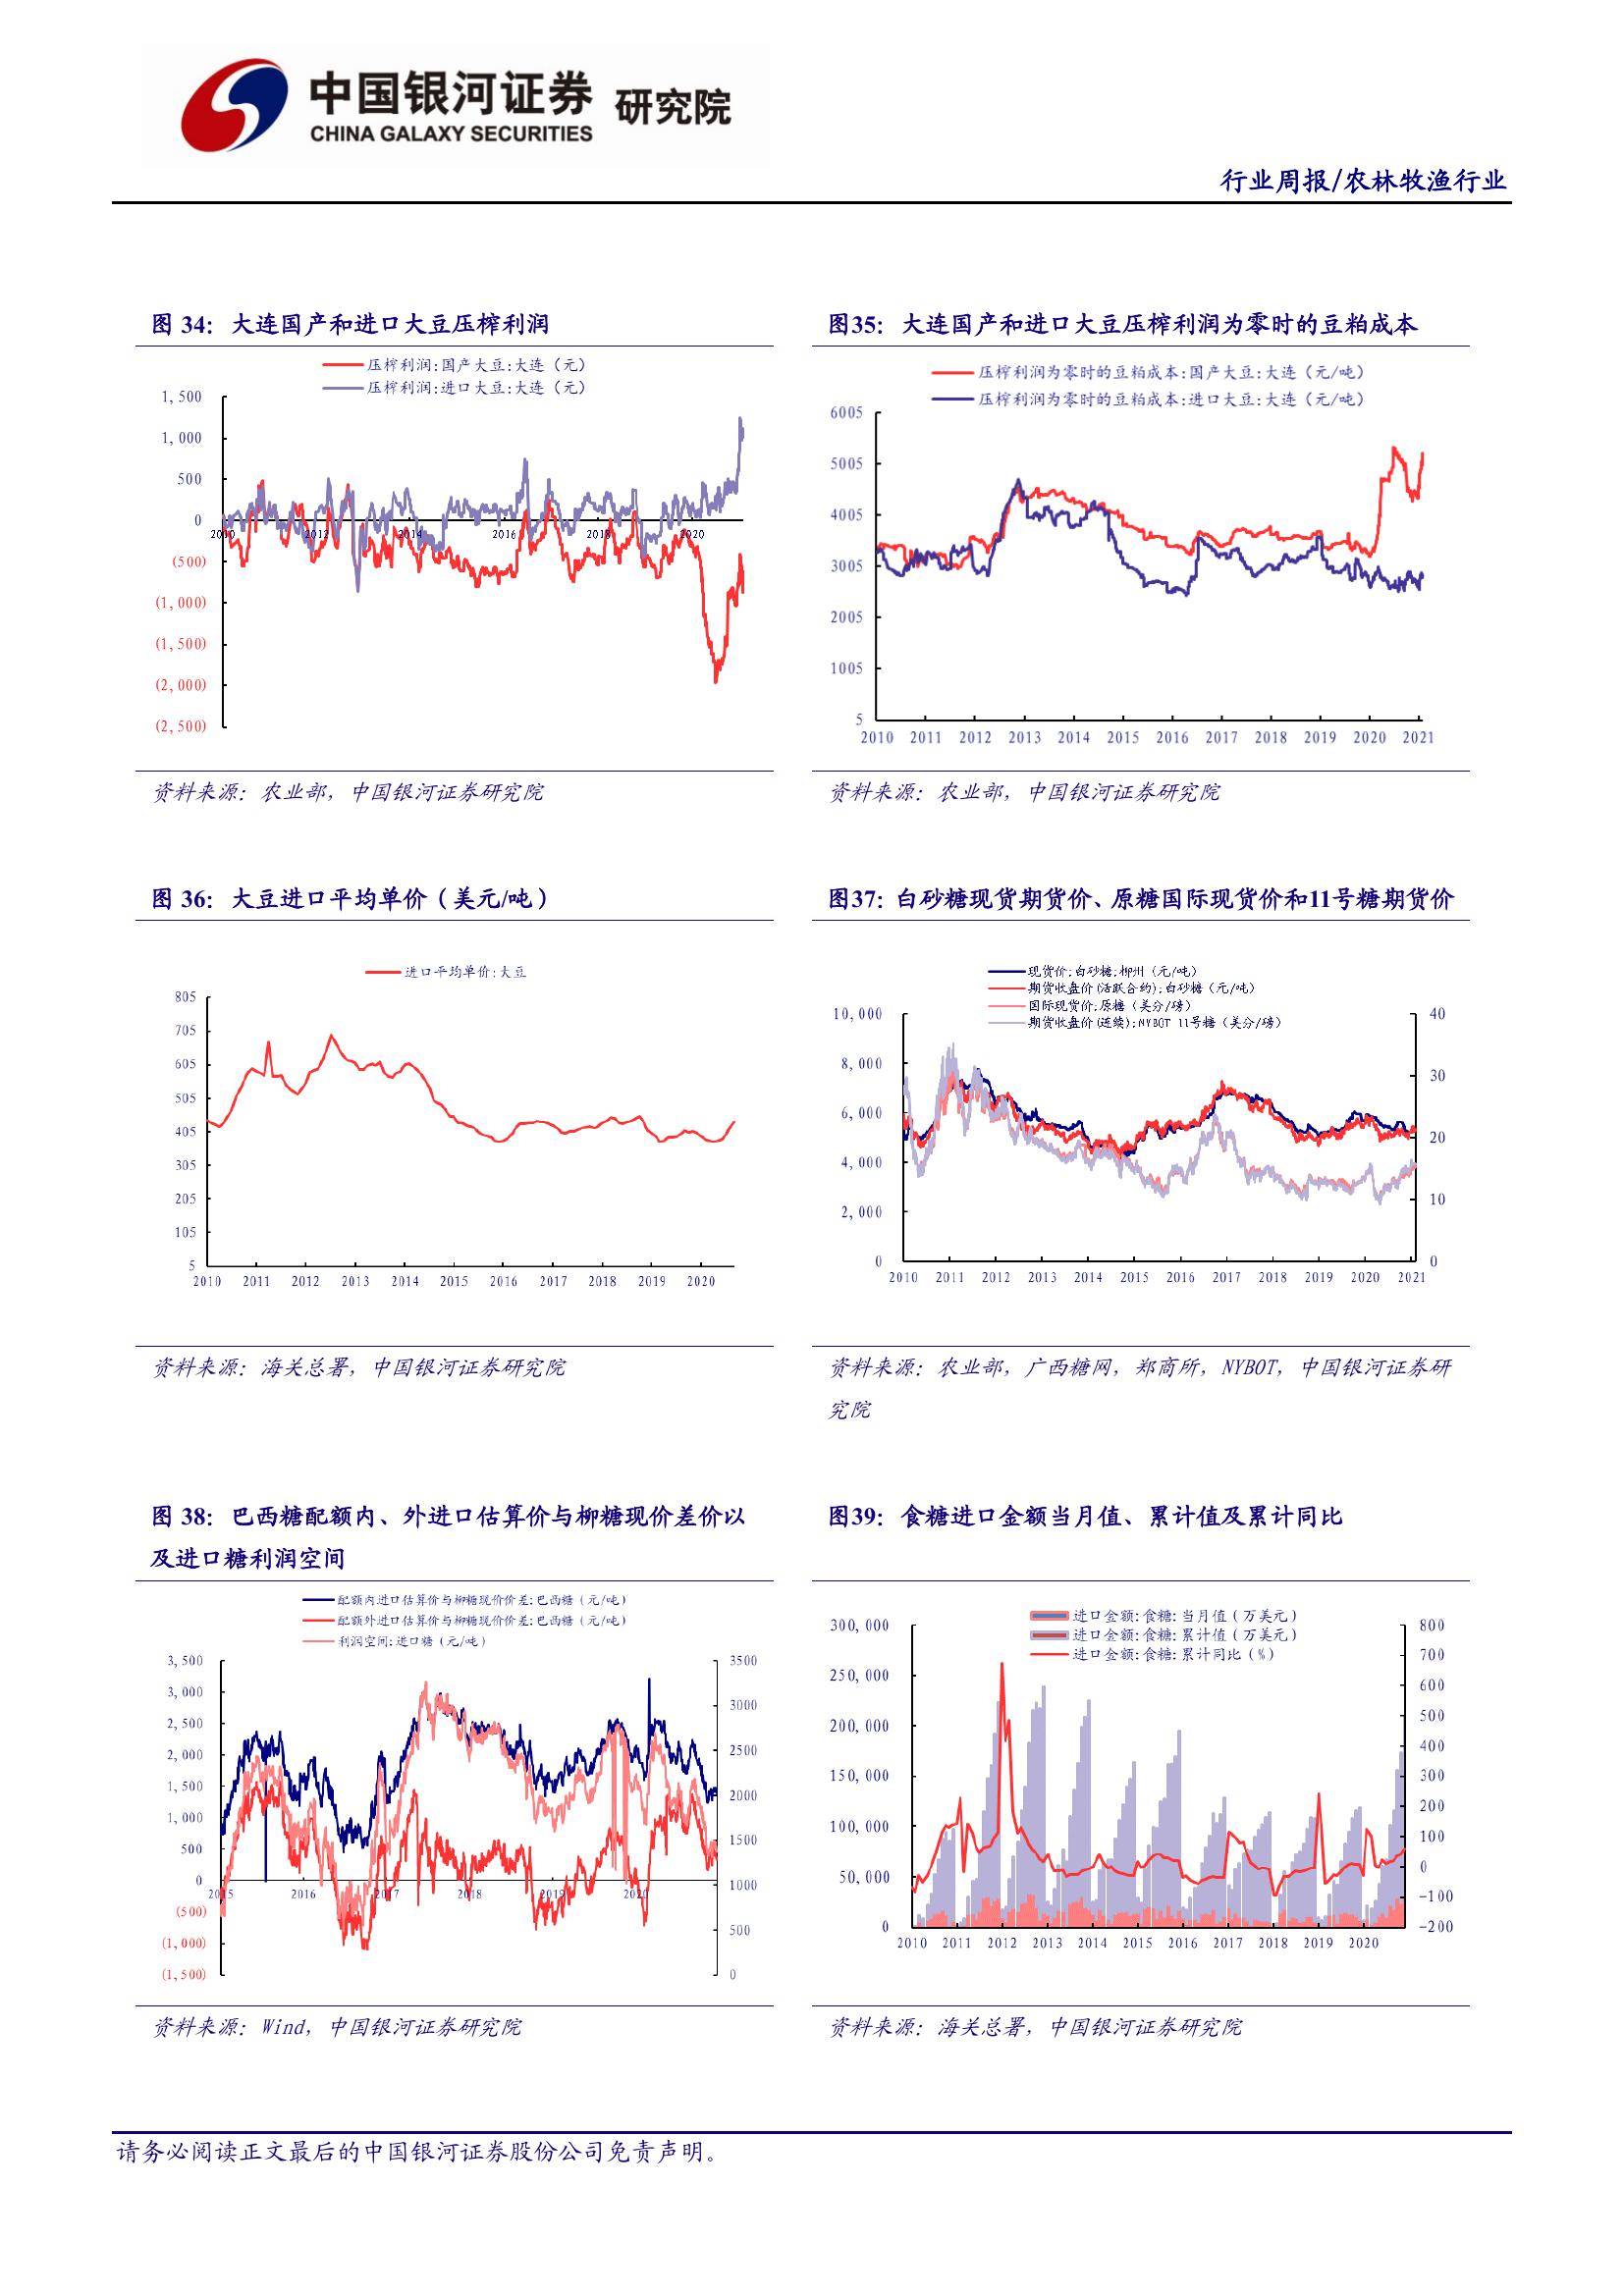 中国银河证券 研究院
CHINA GALAXY SECURITIES
行业周报/农林牧渔行业
图 34: 大连国产和进口大豆压榨利润
压榨利润:国产大豆:大连（元）
压榨利润:进口大豆:大连（元）
1,500
1,000
500
0
(500)
(1,000)
(1,500)
(2,000)
(2,500)
2010 2012 2014 2016 2018 2020
资料来源：农业部，中国银河证券研究院
图35: 大连国产和进口大豆压榨利润为零时的豆粕成本
压榨利润为零时的豆粕成本:国产大豆:大连（元/吨）
压榨利润为零时的豆粕成本:进口大豆:大连（元/吨）
6005
5005
4005
3005
2005
1005
5
2010 2011 2012 2013 2014 2015 2016 2017 2018 2019 2020 2021
资料来源：农业部，中国银河证券研究院
图 36: 大豆进口平均单价（美元/吨）
进口平均单价:大豆
805
705
605
505
405
305
205
105
5
2010 2011 2012 2013 2014 2015 2016 2017 2018 2019 2020
资料来源：海关总署，中国银河证券研究院
图37: 白砂糖现货期货价、原糖国际现货价和11号糖期货价
现货价:白砂糖:柳州（元/吨）
期货收盘价(活跃合约):白砂糖（元/吨）
国际现货价:原糖（美分/磅）
期货收盘价(连续):NYBOT 11号糖（美分/磅）
10,000
8,000
6,000
4,000
2,000
0
40
30
20
10
0
2010 2011 2012 2013 2014 2015 2016 2017 2018 2019 2020 2021
资料来源：农业部，广西糖网，郑商所，NYBOT，中国银河证券研
究院
图 38: 巴西糖配额内、外进口估算价与柳糖现价差价以
及进口糖利润空间
配额内进口估算价与柳糖现价价差:巴西糖（元/吨）
配额外进口估算价与柳糖现价价差:巴西糖（元/吨）
利润空间:进口糖（元/吨）
3,500
3,000
2,500
2,000
1,500
1,000
500
0
(500)
(1,000)
(1,500)
3500
3000
2500
2000
1500
1000
500
0
2015 2016 2017 2018 2019 2020
资料来源：Wind，中国银河证券研究院
图39: 食糖进口金额当月值、累计值及累计同比
进口金额:食糖:当月值（万美元）
进口金额:食糖:累计值（万美元）
进口金额:食糖:累计同比（%）
300,000
250,000
200,000
150,000
100,000
50,000
0
800
700
600
500
400
300
200
100
0
-100
-200
2010 2011 2012 2013 2014 2015 2016 2017 2018 2019 2020
资料来源：海关总署，中国银河证券研究院
请务必阅读正文最后的中国银河证券股份公司免责声明。